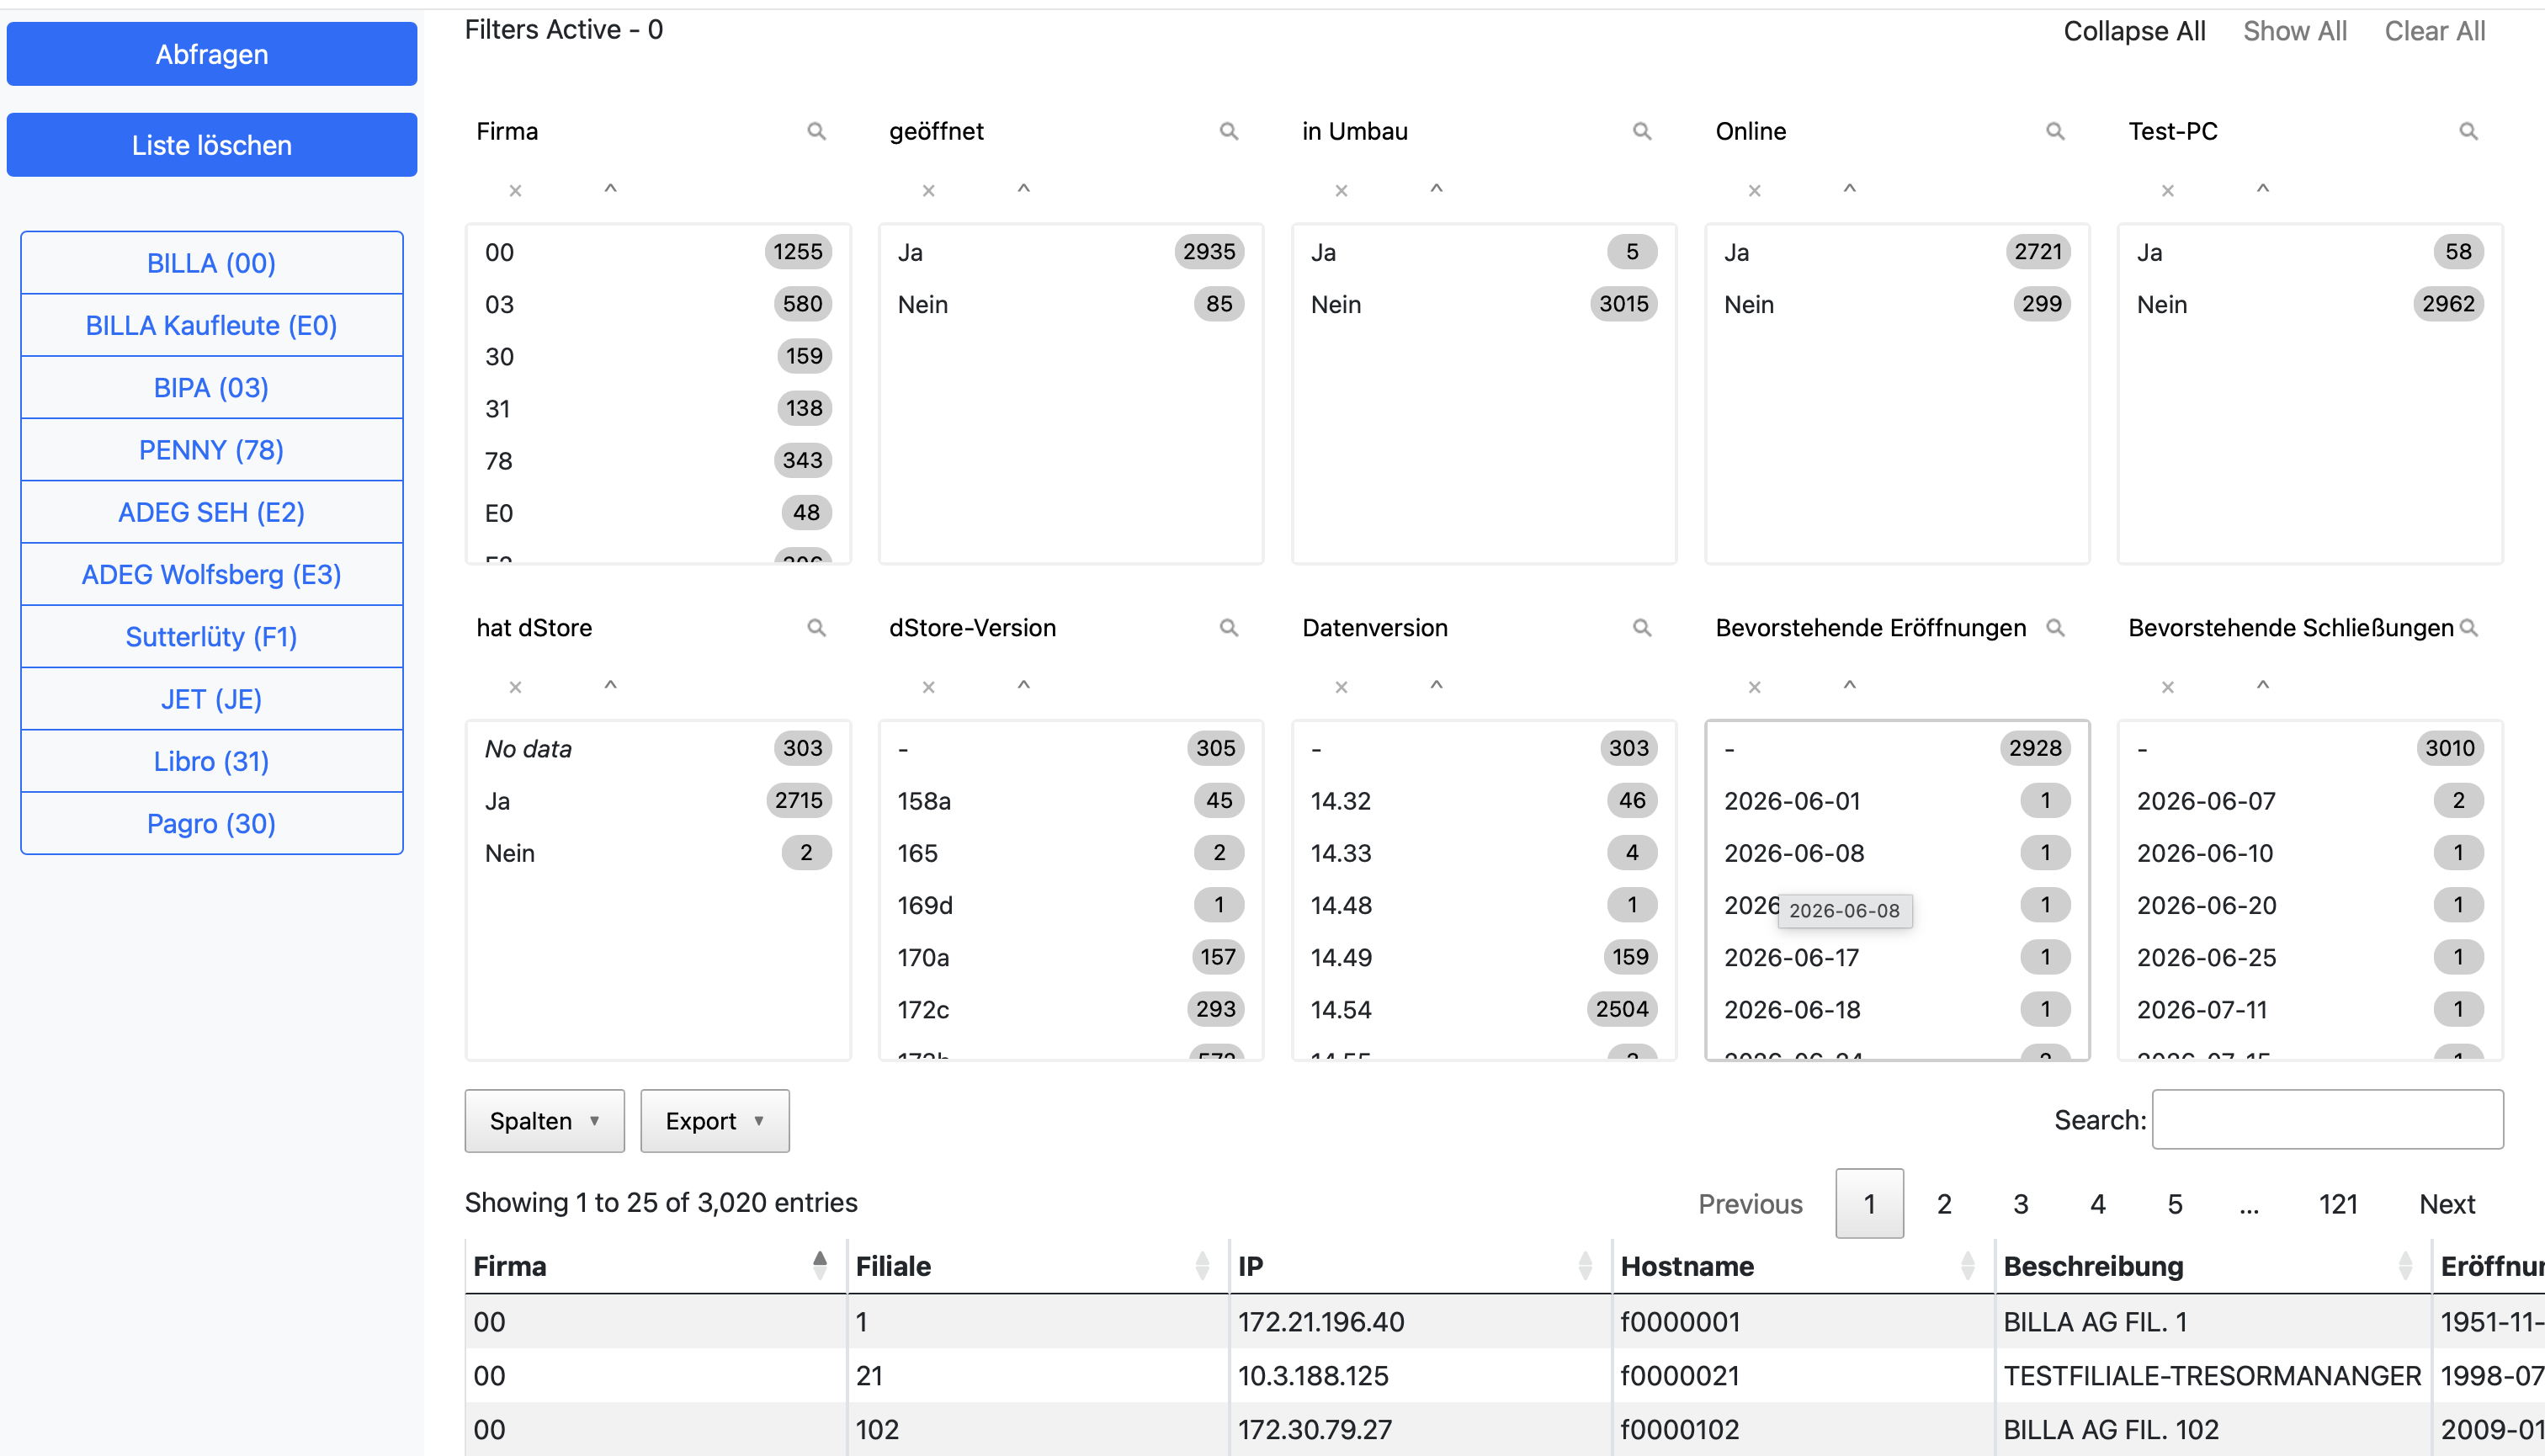 Abfragen
Liste löschen
BILLA (00)
BILLA Kaufleute (E0)
BIPA (03)
PENNY (78)
ADEG SEH (E2)
ADEG Wolfsberg (E3)
Sutterlüty (F1)
JET (JE)
Libro (31)
Pagro (30)
Filters Active - 0
Collapse All Show All Clear All
Firma
× ^
00 1255
03 580
30 159
31 138
78 343
E0 48
geöffnet
× ^
Ja 2935
Nein 85
in Umbau
× ^
Ja 5
Nein 3015
Online
× ^
Ja 2721
Nein 299
Test-PC
× ^
Ja 58
Nein 2962
hat dStore
× ^
No data 303
Ja 2715
Nein 2
dStore-Version
× ^
- 305
158a 45
165 2
169d 1
170a 157
172c 293
Datenversion
× ^
- 303
14.32 46
14.33 4
14.48 1
14.49 159
14.54 2504
Bevorstehende Eröffnungen
× ^
- 2928
2026-06-01 1
2026-06-08 1
2026 2026-06-08 1
2026-06-17 1
2026-06-18 1
Bevorstehende Schließungen
× ^
- 3010
2026-06-07 2
2026-06-10 1
2026-06-20 1
2026-06-25 1
2026-07-11 1
Spalten ▼ Export ▼
Search:
Showing 1 to 25 of 3,020 entries
Previous 1 2 3 4 5 ... 121 Next
Firma Filiale IP Hostname Beschreibung
00 1 172.21.196.40 f0000001 BILLA AG FIL. 1 1951-11-
00 21 10.3.188.125 f0000021 TESTFILIALE-TRESORMANANGER 1998-07
00 102 172.30.79.27 f0000102 BILLA AG FIL. 102 2009-01